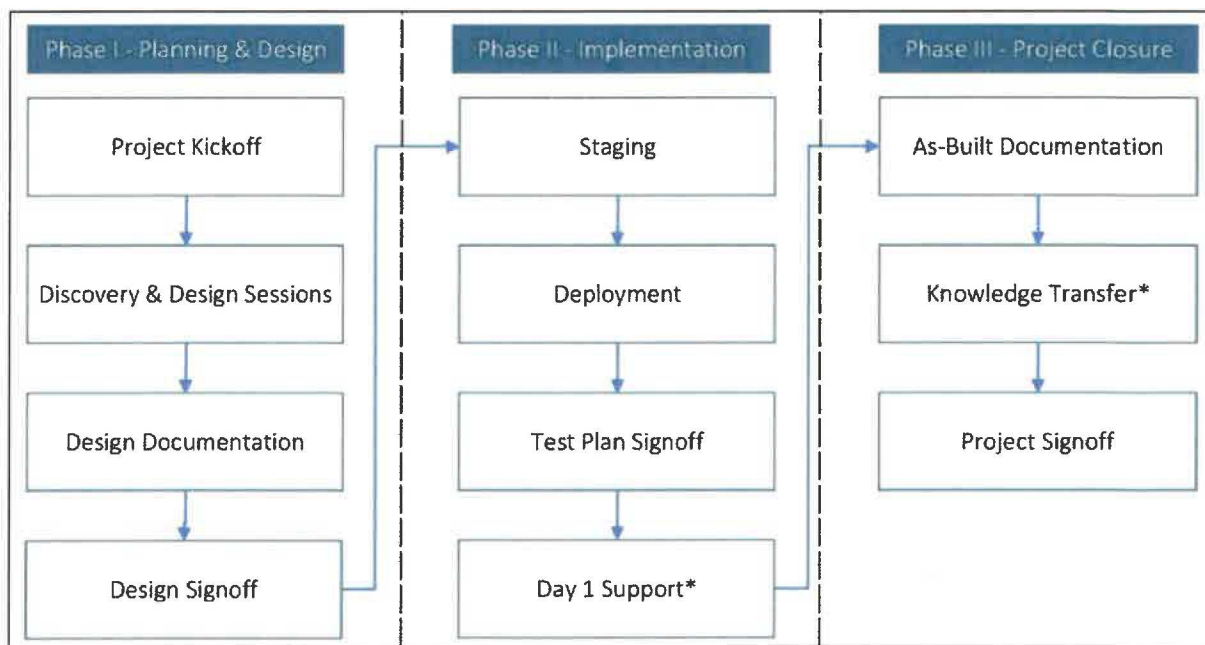 Phase I - Planning & Design
Project Kickoff
Discovery & Design Sessions
Design Documentation
Design Signoff
Phase II - Implementation
Staging
Deployment
Test Plan Signoff
Day 1 Support*
Phase III - Project Closure
As-Built Documentation
Knowledge Transfer*
Project Signoff